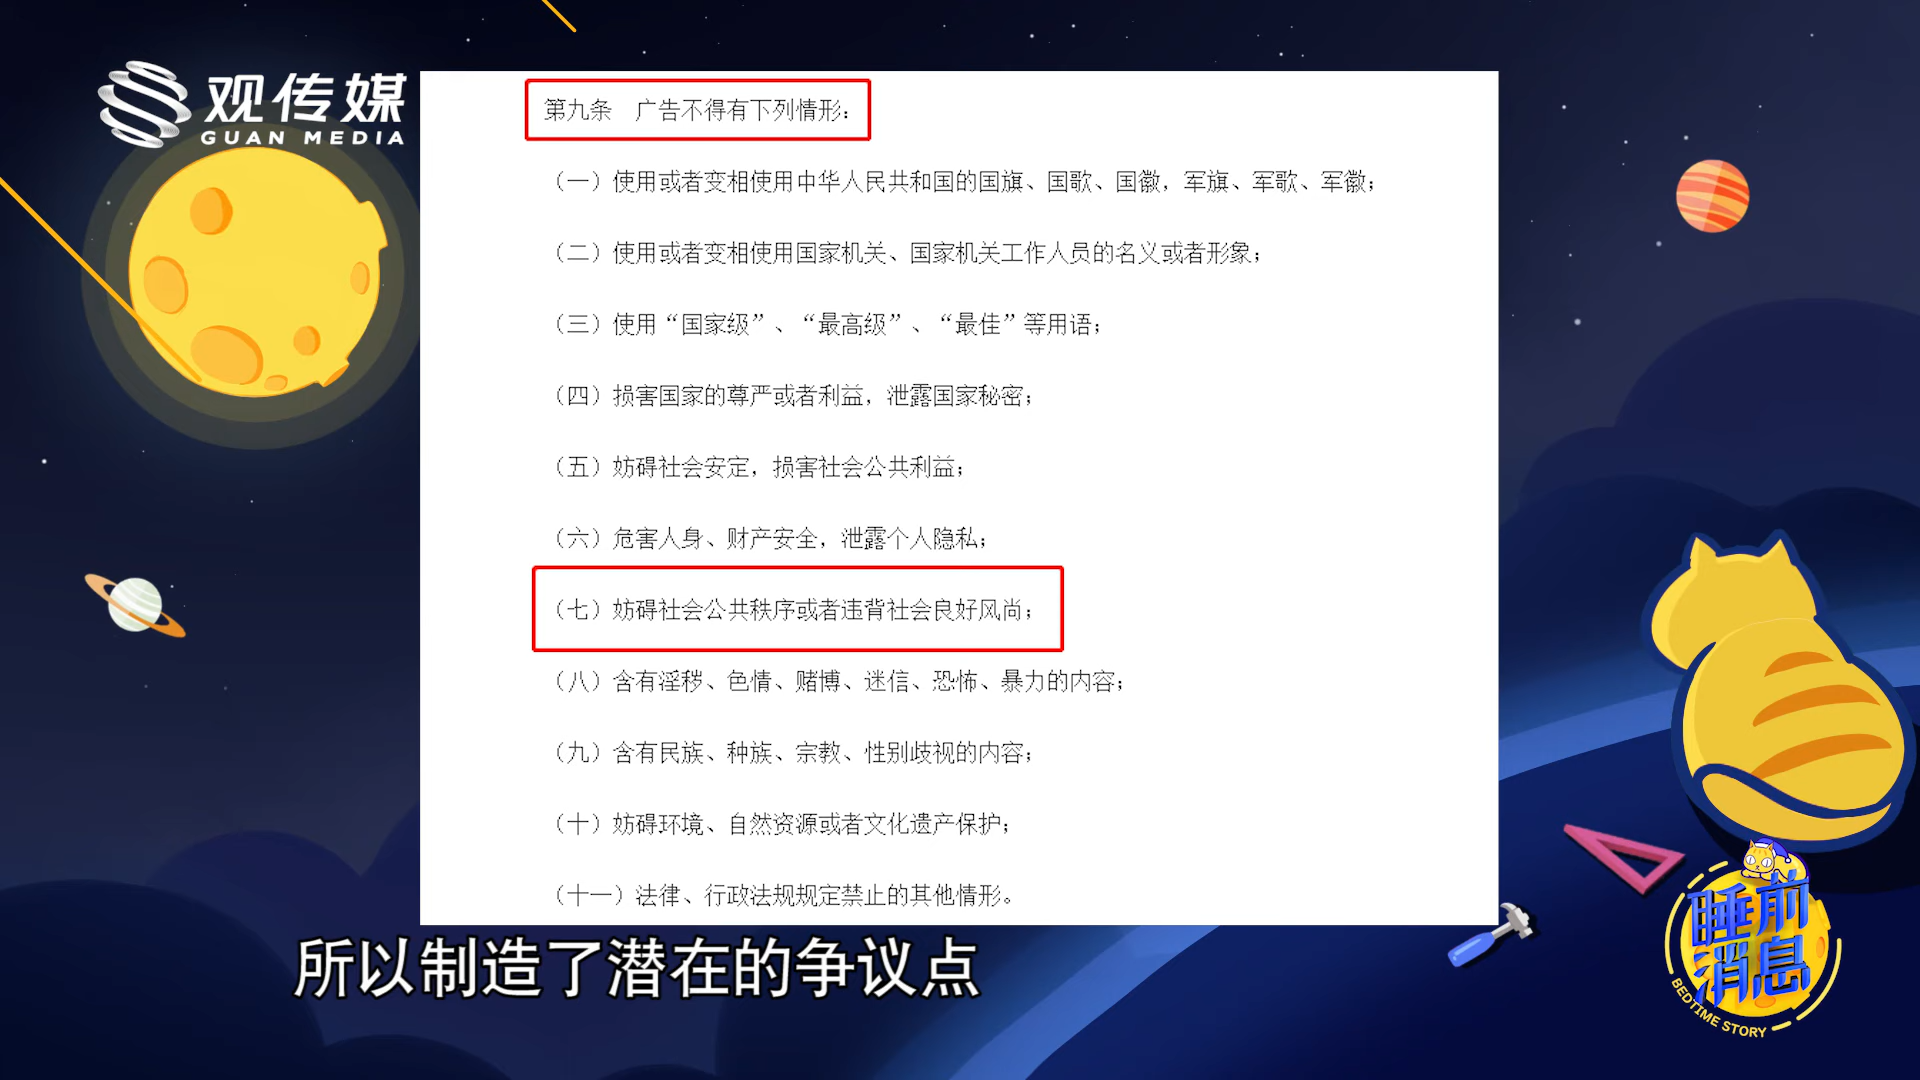 观传媒
GUAN MEDIA
第九条 广告不得有下列情形：
（一）使用或者变相使用中华人民共和国的国旗、国歌、国徽，军旗、军歌、军徽；
（二）使用或者变相使用国家机关、国家机关工作人员的名义或者形象；
（三）使用“国家级”、“最高级”、“最佳”等用语；
（四）损害国家的尊严或者利益，泄露国家秘密；
（五）妨碍社会安定，损害社会公共利益；
（六）危害人身、财产安全，泄露个人隐私；
（七）妨碍社会公共秩序或者违背社会良好风尚；
（八）含有淫秽、色情、赌博、迷信、恐怖、暴力的内容；
（九）含有民族、种族、宗教、性别歧视的内容；
（十）妨碍环境、自然资源或者文化遗产保护；
（十一）法律、行政法规规定禁止的其他情形。
所以制造了潜在的争议点
睡前
消息
BEDTIME STORY